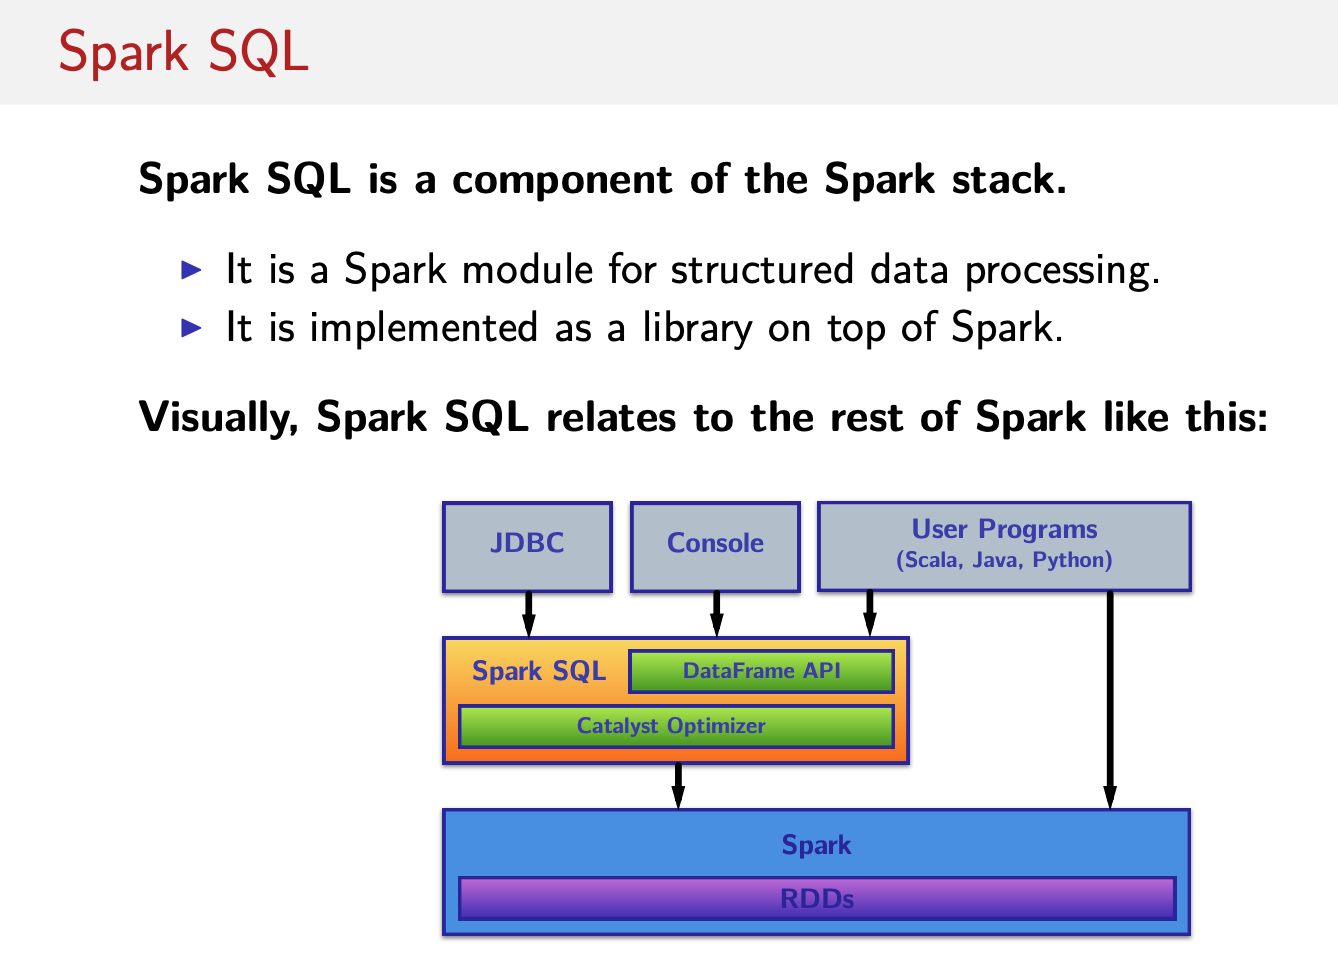 Spark SQL
Spark SQL is a component of the Spark stack.
It is a Spark module for structured data processing.
It is implemented as a library on top of Spark.
Visually, Spark SQL relates to the rest of Spark like this:
JDBC
Console
User Programs
(Scala, Java, Python)
Spark SQL
DataFrame API
Catalyst Optimizer
Spark
RDDs